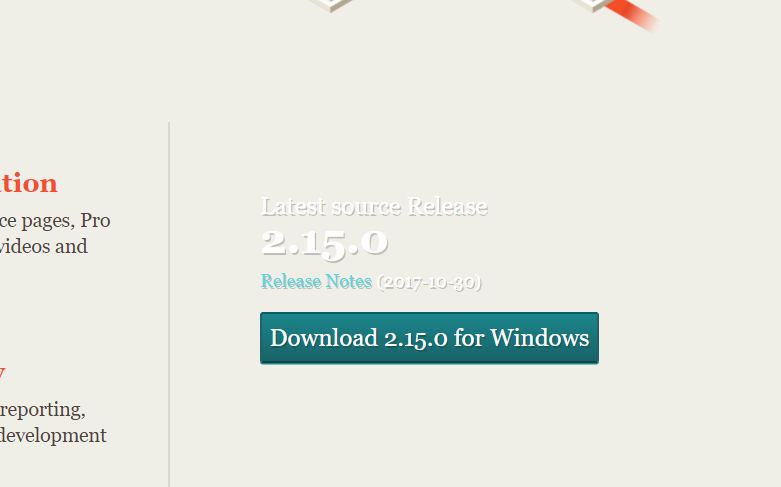 tion
ce pages, Pro
videos and
y
reporting,
development
Latest source Release
2.15.0
Release Notes (2017-10-30)
Download 2.15.0 for Windows